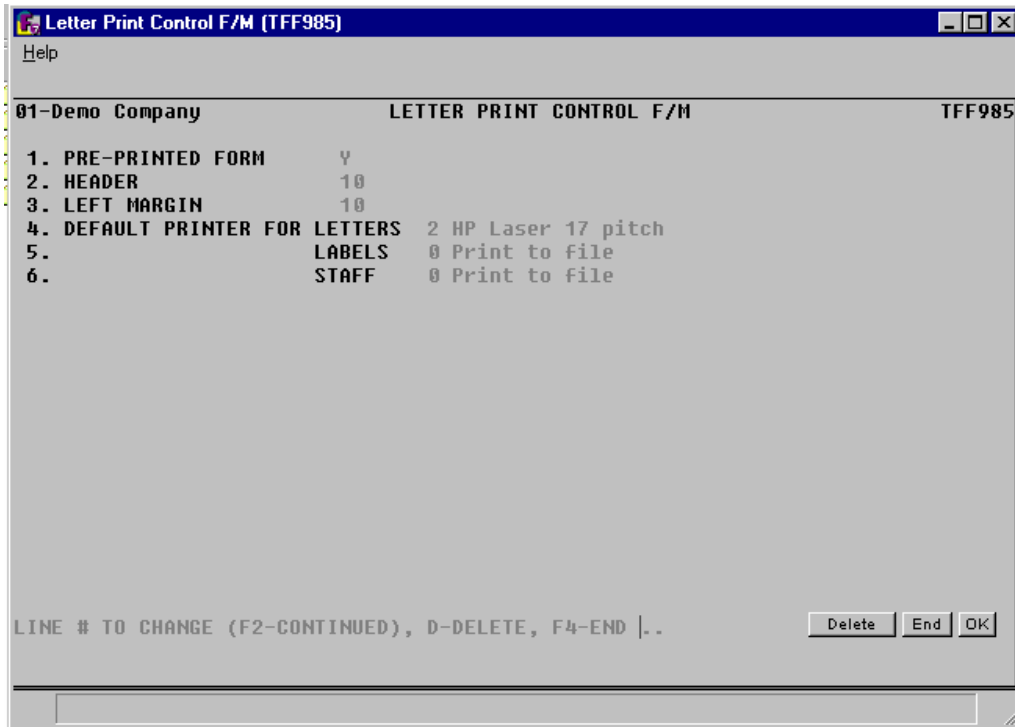 Letter Print Control F/M (TFF985)
Help
01-Demo Company LETTER PRINT CONTROL F/M TFF985
1. PRE-PRINTED FORM Y
2. HEADER 10
3. LEFT MARGIN 10
4. DEFAULT PRINTER FOR LETTERS 2 HP Laser 17 pitch
5. LABELS 0 Print to file
6. STAFF 0 Print to file
LINE # TO CHANGE (F2-CONTINUED), D-DELETE, F4-END .. Delete End OK